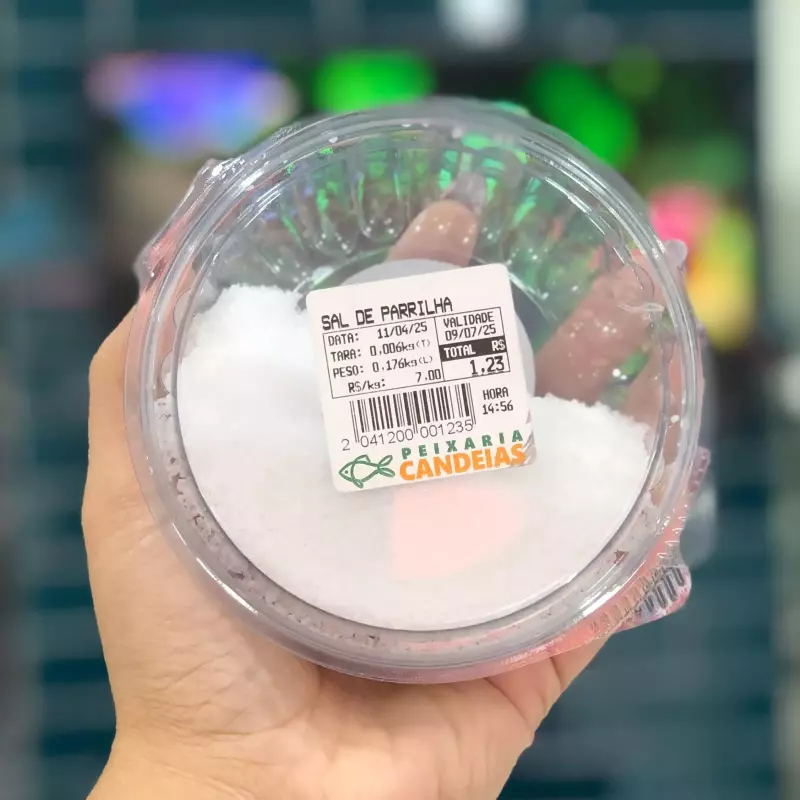 SAL DE PARRILHA
DATA: 11/04/25 VALIDADE
TARA: 0,006kg(T) 09/07/25
PESO: 0,176kg(L) TOTAL R$
R$/kg: 7,00 1,23
HORA
14:56
2 041200 001235
PEIXARIA
CANDEIAS